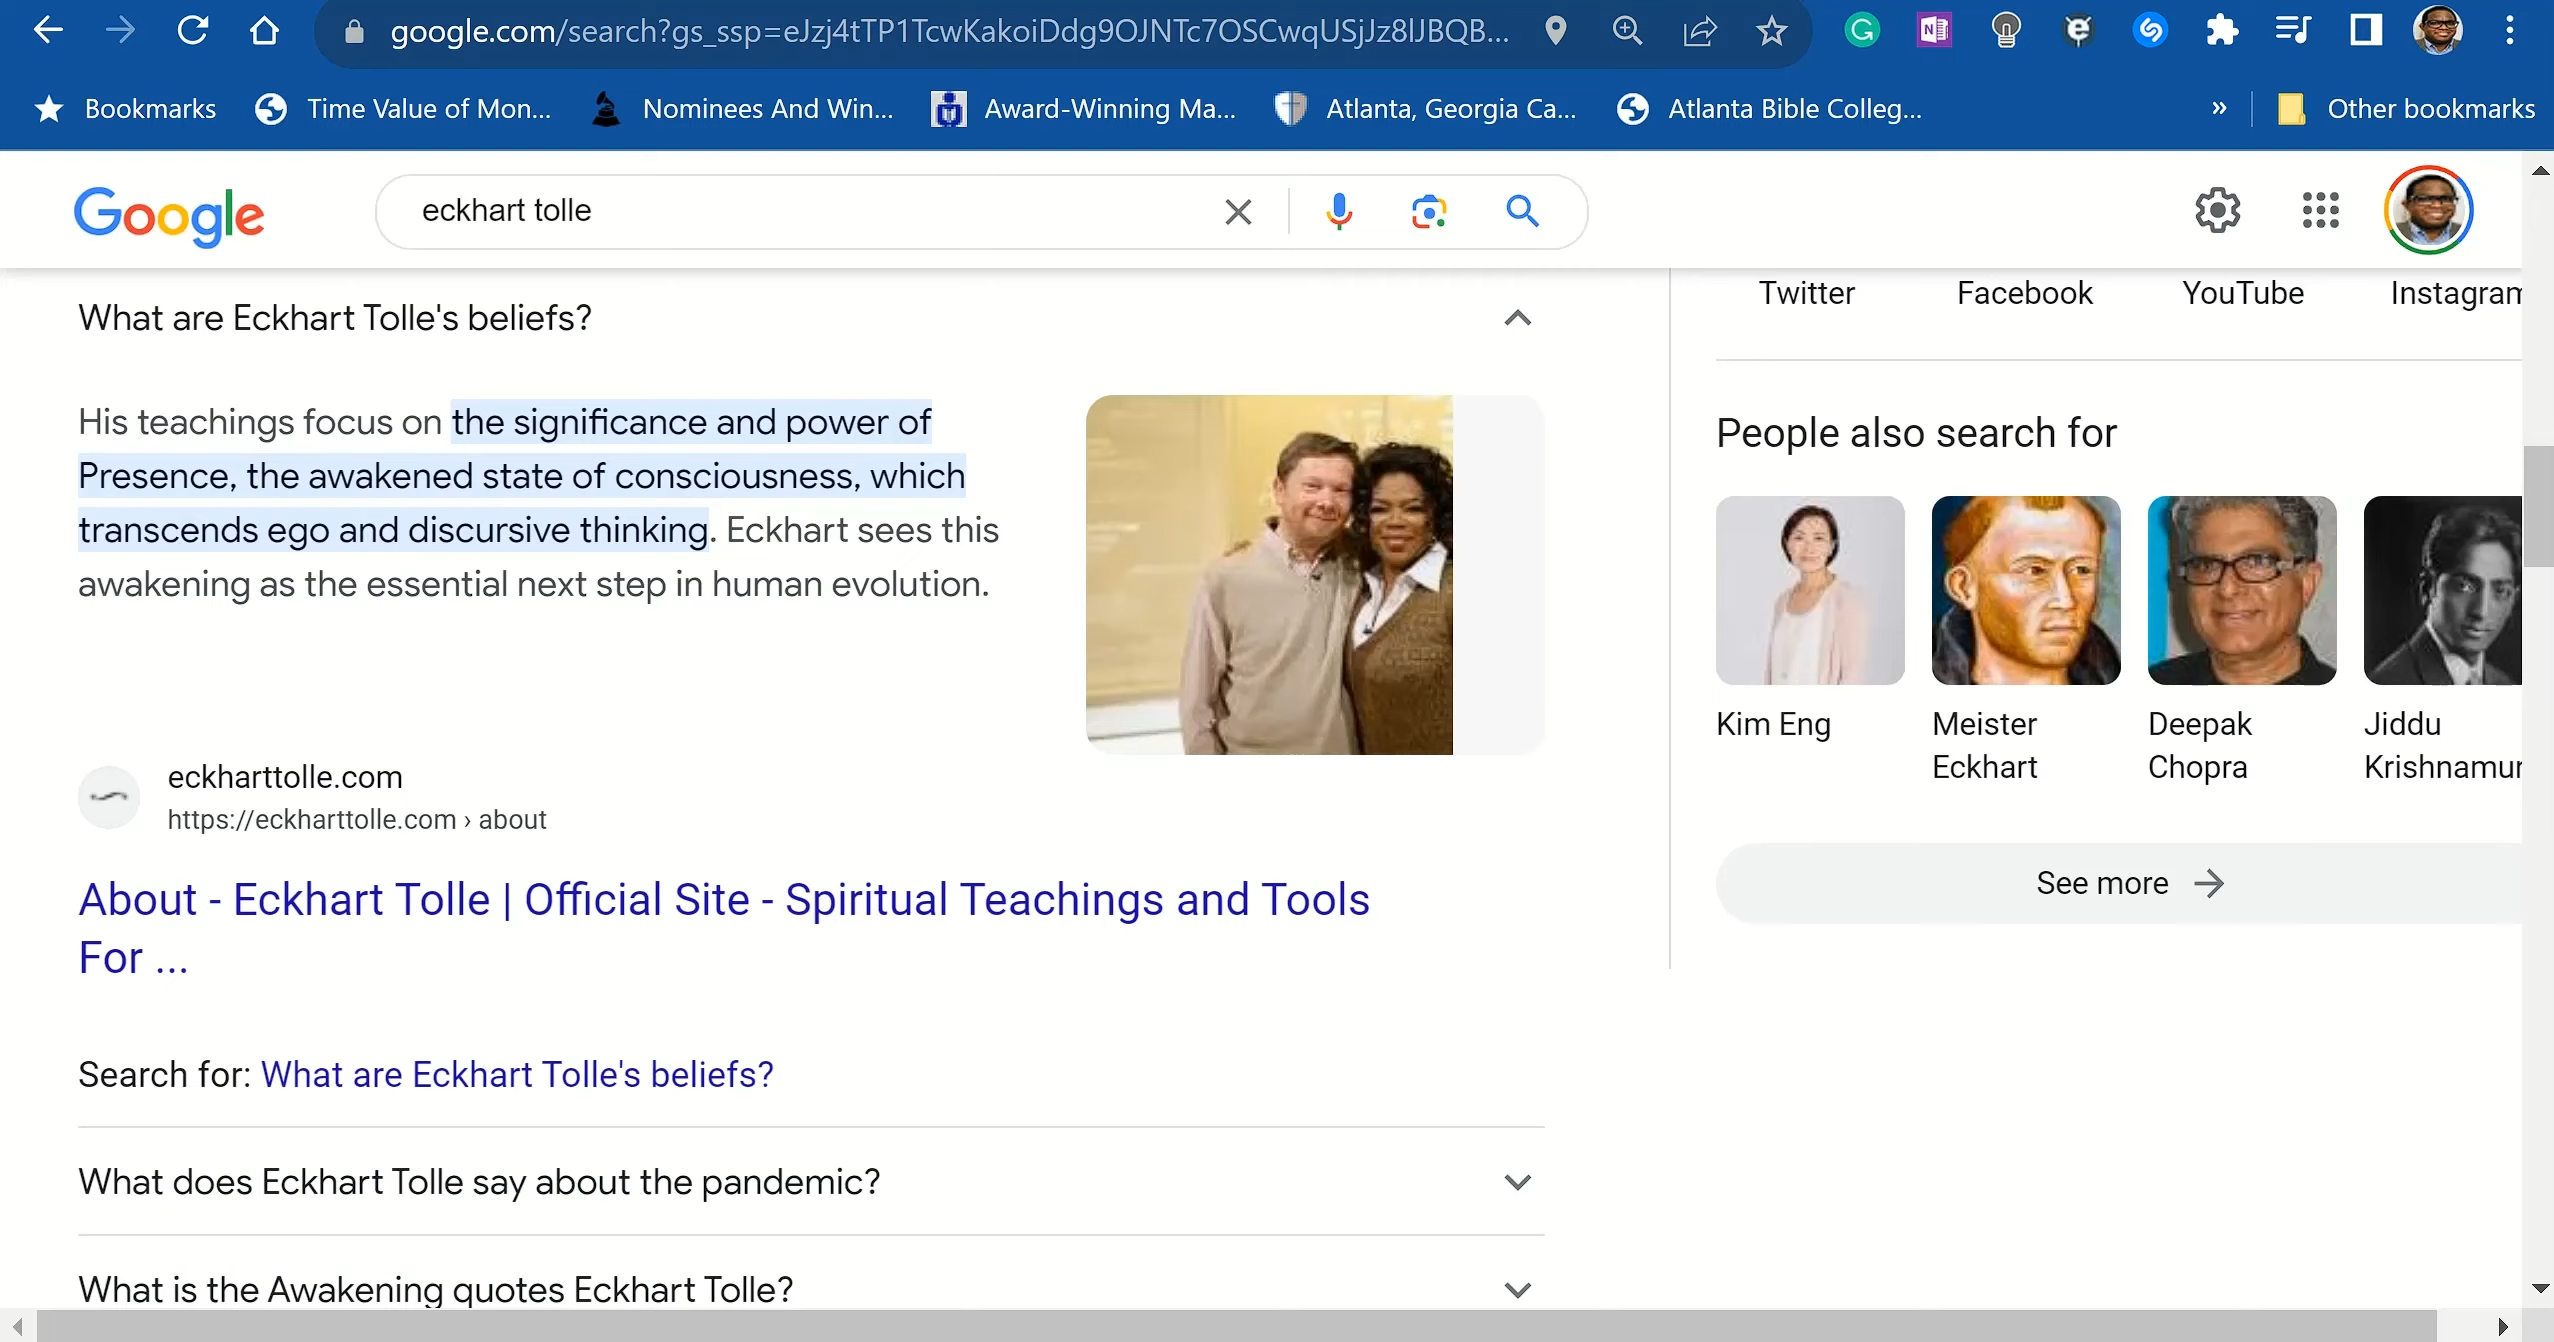 google.com/search?gs_ssp=eJzj4tTP1TcwKakoiDdg9OJNTc7OSCwqUSjJz8lJBQB...
Bookmarks
Time Value of Mon...
Nominees And Win...
Award-Winning Ma...
Atlanta, Georgia Ca...
Atlanta Bible Colleg...
»
Other bookmarks
Google
eckhart tolle
What are Eckhart Tolle's beliefs?
His teachings focus on the significance and power of
Presence, the awakened state of consciousness, which
transcends ego and discursive thinking. Eckhart sees this
awakening as the essential next step in human evolution.
eckharttolle.com
https://eckharttolle.com › about
About - Eckhart Tolle | Official Site - Spiritual Teachings and Tools
For ...
Search for: What are Eckhart Tolle's beliefs?
What does Eckhart Tolle say about the pandemic?
What is the Awakening quotes Eckhart Tolle?
Twitter
Facebook
YouTube
Instagram
People also search for
Kim Eng
Meister
Eckhart
Deepak
Chopra
Jiddu
Krishnamur
See more